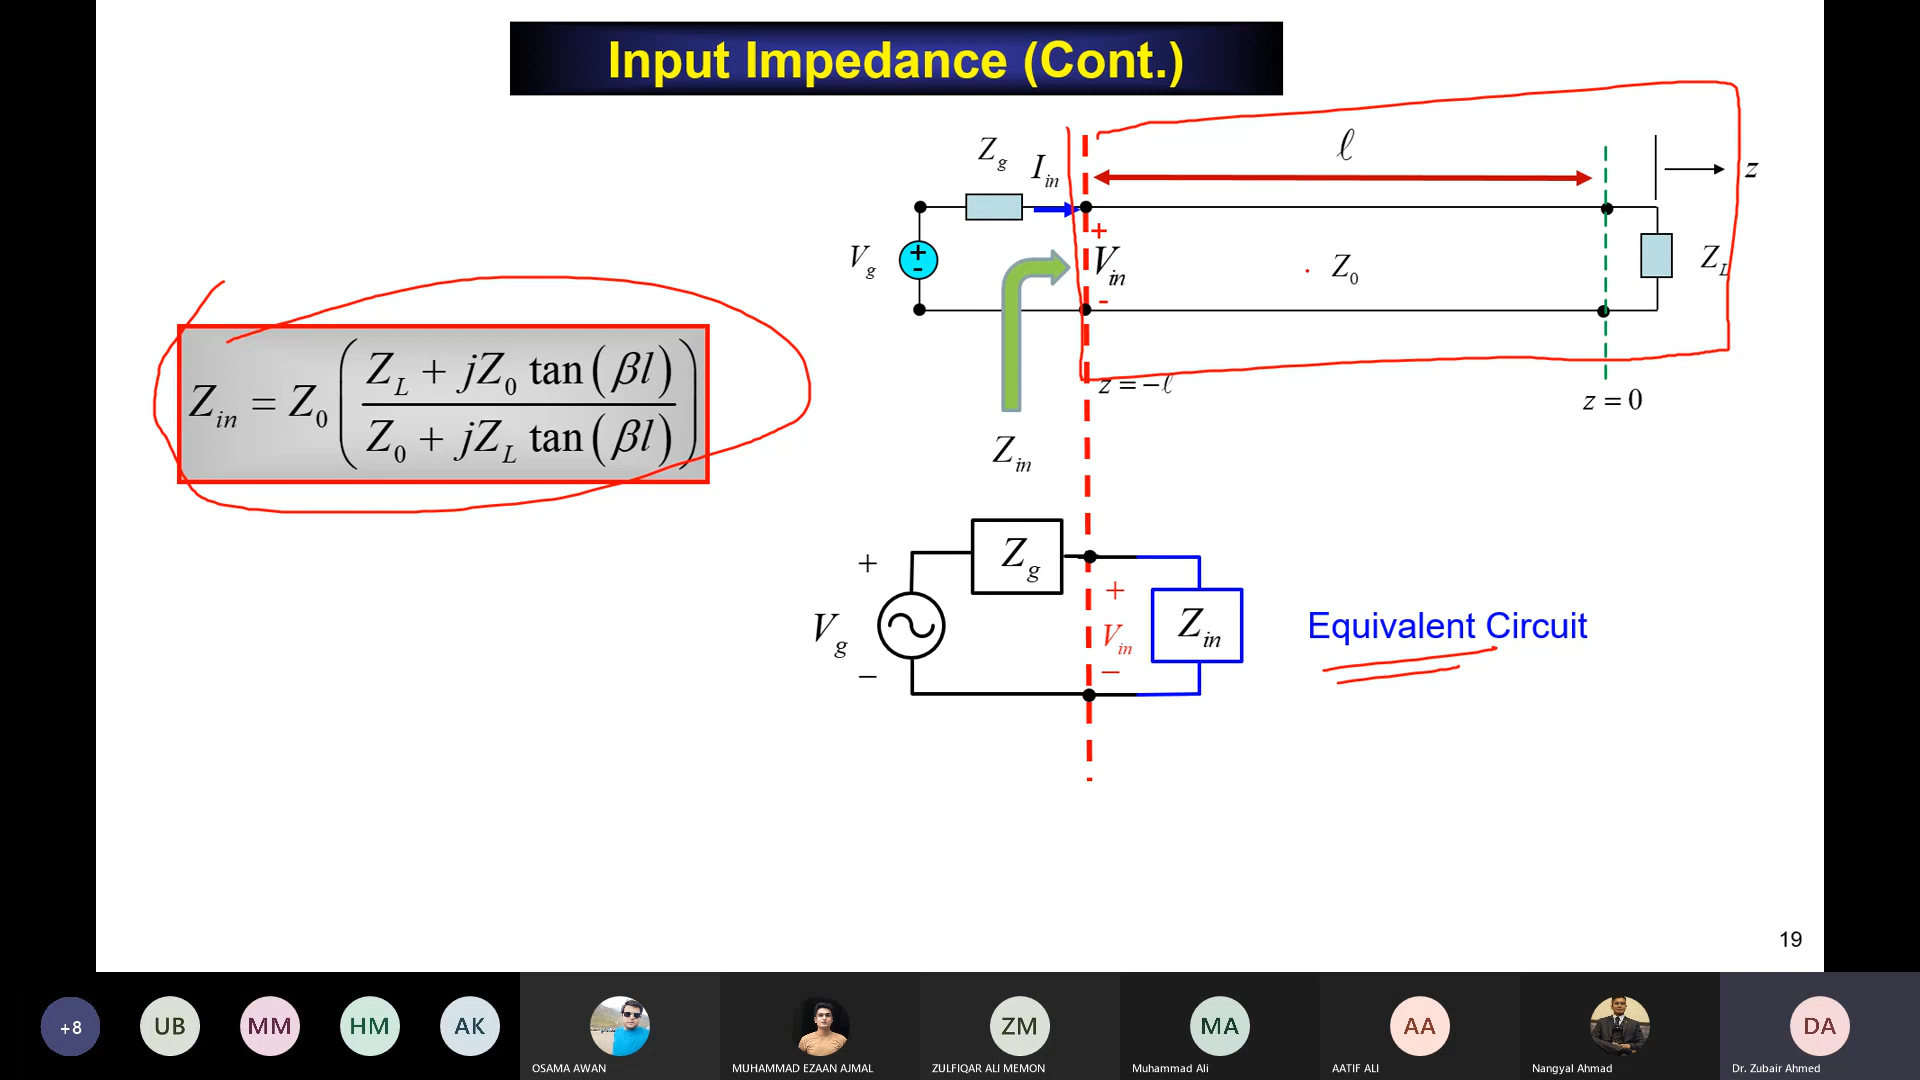 Input Impedance (Cont.)
Z_g
I_in
ℓ
z
V_g
+
-
+
V_in
-
Z_0
Z_L
z = −ℓ
z = 0
Z_in
Z_in = Z_0 ( (Z_L + jZ_0 tan(βl)) / (Z_0 + jZ_L tan(βl)) )
+
Z_g
V_g
−
+
V_in
−
Z_in
Equivalent Circuit
19
+8
UB
MM
HM
AK
ZM
MA
AA
DA
OSAMA AWAN
MUHAMMAD EZAAN AJMAL
ZULFIQAR ALI MEMON
Muhammad Ali
AATIF ALI
Nangyal Ahmad
Dr. Zubair Ahmed